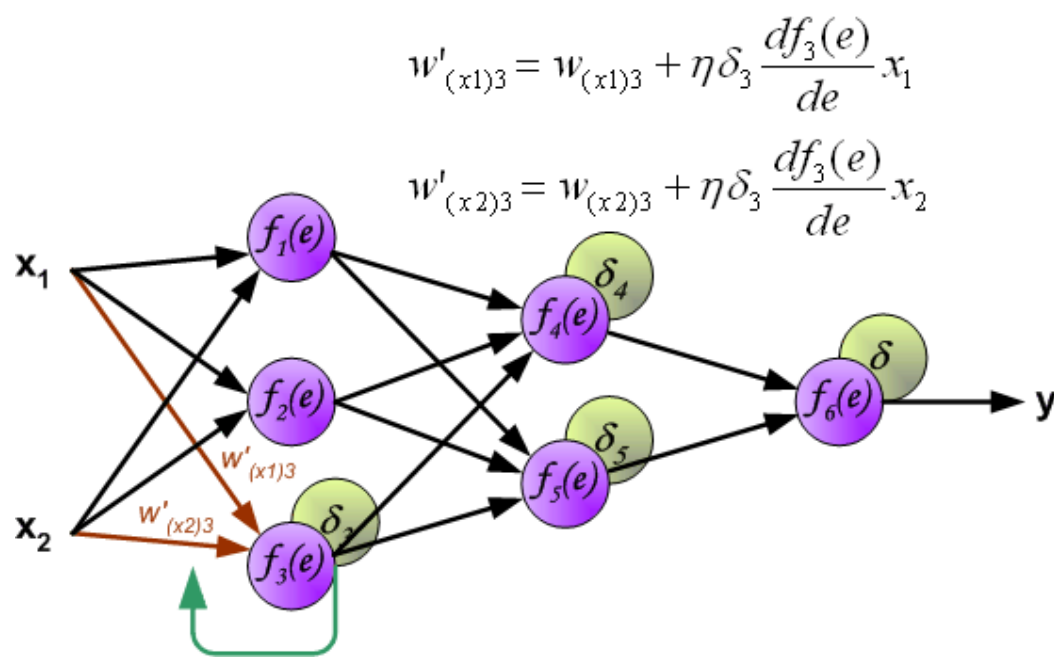 w'(x1)3 = w(x1)3 + ηδ3 df3(e)/de x1
w'(x2)3 = w(x2)3 + ηδ3 df3(e)/de x2
f1(e)
x1
δ4
f4(e)
δ
f2(e)
f6(e)
y
δ5
w'(x1)3
f5(e)
w'(x2)3
x2
δ3
f3(e)